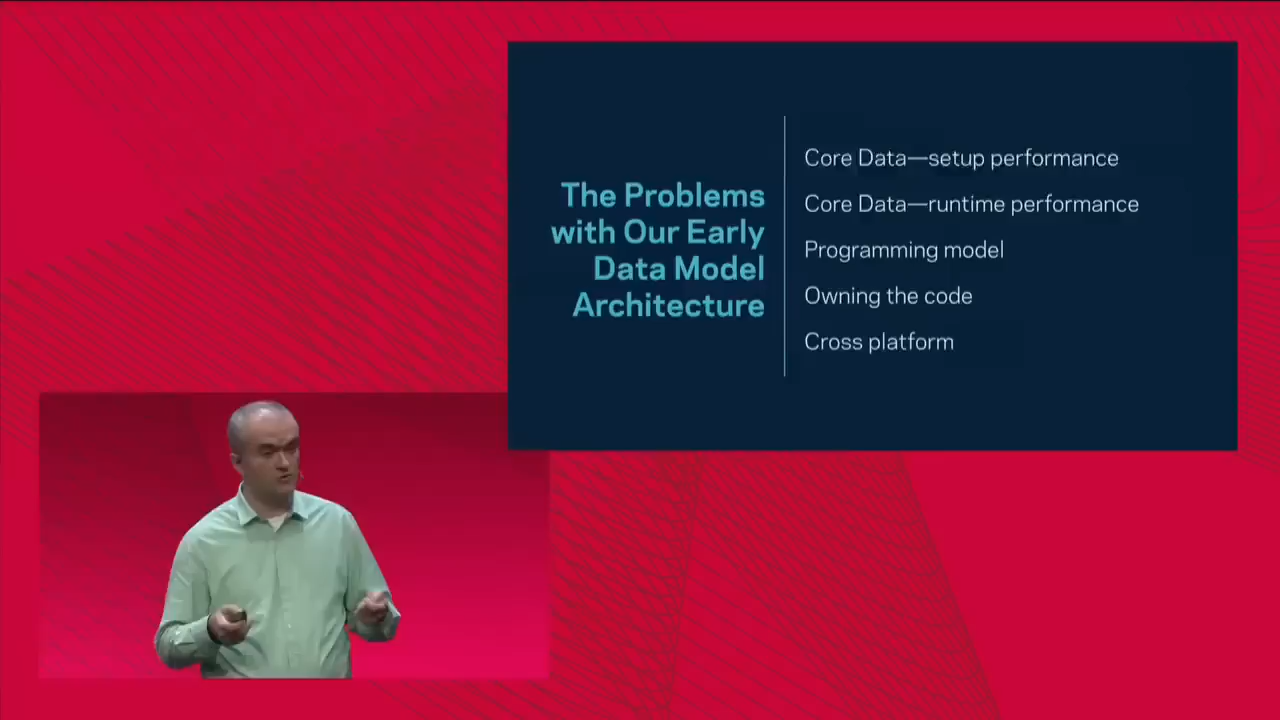 The Problems
with Our Early
Data Model
Architecture
Core Data—setup performance
Core Data—runtime performance
Programming model
Owning the code
Cross platform